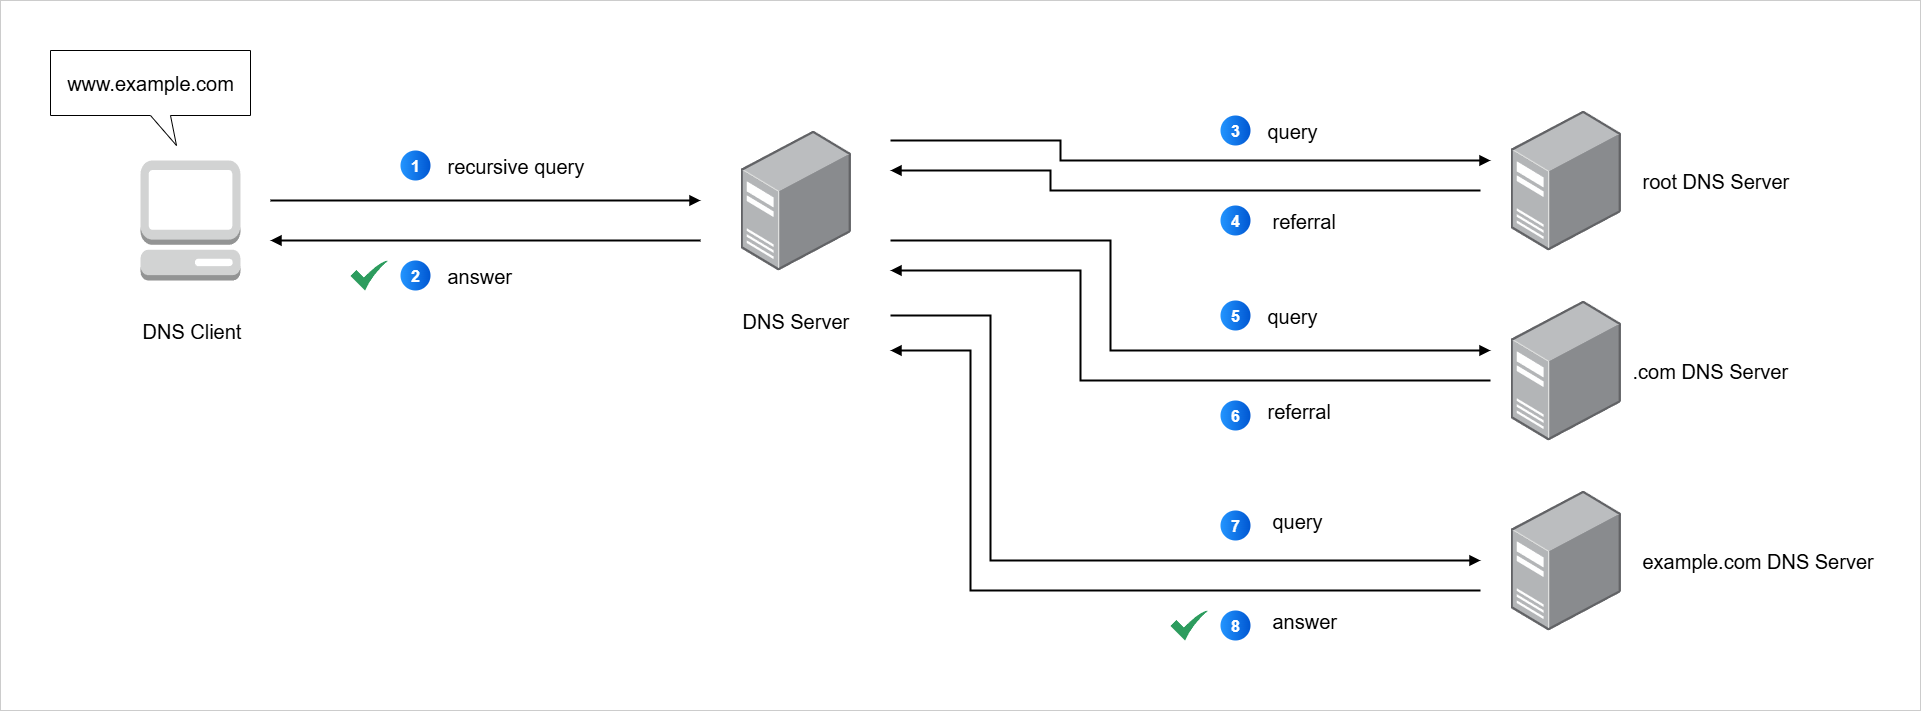 www.example.com
1 recursive query
2 answer
DNS Client
DNS Server
3 query
4 referral
root DNS Server
5 query
6 referral
.com DNS Server
7 query
8 answer
example.com DNS Server